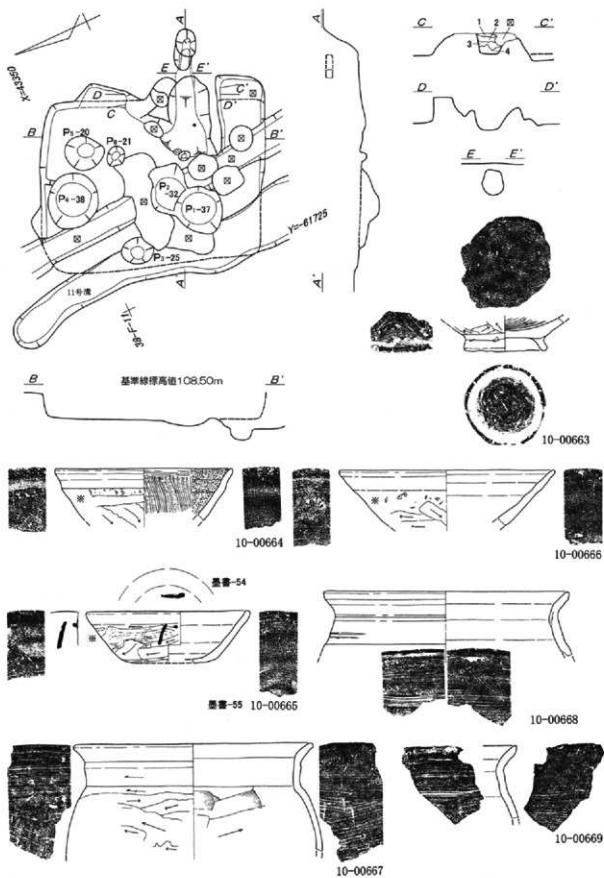 A
A
C C'
1 2
3 4
X=43350
E E'
D
C'
D'
C
B B'
D D'
P₅-20
P₆-21
E E'
P₄-38
P₂-32
P₁-37
Y=-61725
P₃-25
A'
A'
11号溝
B B'
基準線標高値108.50m
10-00663
※
10-00664
※
10-00666
墨書-54
※
墨書-55 10-00665
10-00668
10-00667
10-00669